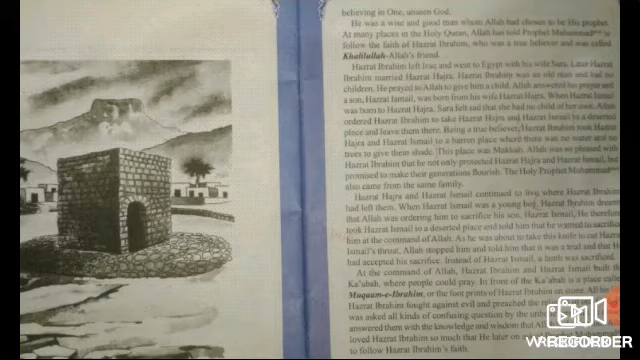 believing in One, unseen God.
He was a wise and good man whom Allah had chosen to be His prophet.
At many places in the Holy Quran, Allah has told Prophet Muhammad to
follow the faith of Hazrat Ibrahim, who was a true believer and was called
Khalilullah-Allah's friend.
Hazrat Ibrahim left Iraq and went to Egypt with his wife Sara. Later Hazrat
Ibrahim married Hazrat Hajra. Hazrat Ibrahim was an old man and had no
children. He prayed to Allah to give him a child. Allah answered his prayer and
a son, Hazrat Ismail, was born from his wife Hazrat Hajra. When Hazrat Ismail
was born to Hazrat Hajra, Sara felt sad that she had no child of her own. Allah
ordered Hazrat Ibrahim to take Hazrat Hajra and Hazrat Ismail to a deserted
place and leave them there. Being a true believer, Hazrat Ibrahim took Hazrat
Hajra and Hazrat Ismail to a barren place where there was no water and no
trees to give them shade. This place was Makkah. Allah was so pleased with
Hazrat Ibrahim that he not only protected Hazrat Hajra and Hazrat Ismail, but
promised to make their generations flourish. The Holy Prophet Muhammad
also came from the same family.
Hazrat Hajra and Hazrat Ismail continued to live, where Hazrat Ibrahim
had left them. When Hazrat Ismail was a young boy, Hazrat Ibrahim dreamt
that Allah was ordering him to sacrifice his son, Hazrat Ismail. He therefore
took Hazrat Ismail to a deserted place and told him that he wanted to sacrifice
him at the command of Allah. As he was about to take this knife to cut Hazrat
Ismail's throat, Allah stopped him and told him that it was a trial and that He
had accepted his sacrifice. Instead of Hazrat Ismail, a lamb was sacrificed.
At the command of Allah, Hazrat Ibrahim and Hazrat Ismail built the
Ka'abah, where people could pray. In front of the Ka'abah is a place called
Muqaam-e-Ibrahim, or the foot prints of Hazrat Ibrahim on stone. All his
Hazrat Ibrahim fought against evil and preached the
was asked all kinds of confusing question by the
answered them with the knowledge and wisdom that
loved Hazrat Ibrahim so much that He later on
to follow Hazrat Ibrahim's faith.
VRECORDER